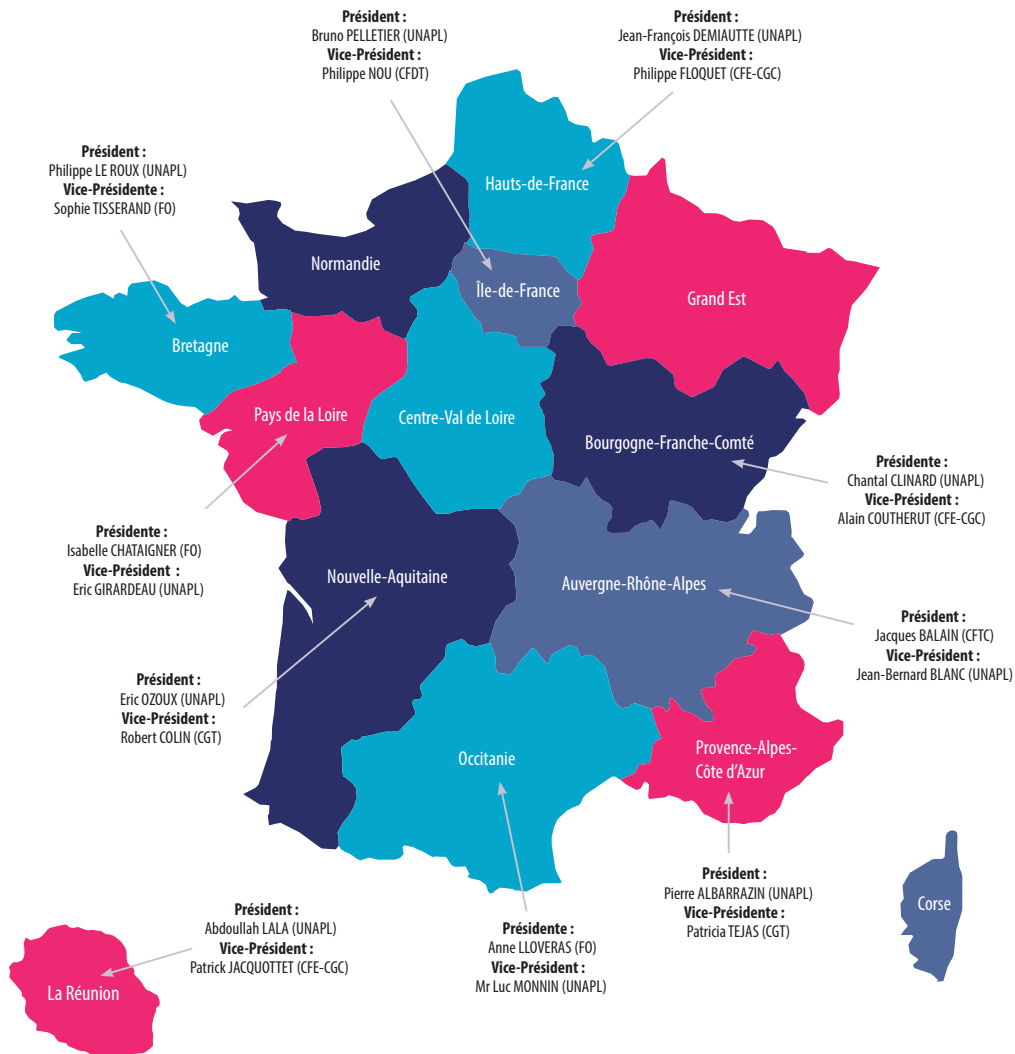 Président :
Bruno PELLETIER (UNAPL)
Vice-Président :
Philippe NOU (CFDT)
Président :
Jean-François DEMIAUTTE (UNAPL)
Vice-Président :
Philippe FLOQUET (CFE-CGC)
Président :
Philippe LE ROUX (UNAPL)
Vice-Présidente :
Sophie TISSERAND (FO)
Hauts-de-France
Normandie
Île-de-France
Grand Est
Bretagne
Pays de la Loire
Centre-Val de Loire
Bourgogne-Franche-Comté
Présidente :
Chantal CLINARD (UNAPL)
Vice-Président :
Alain COUTHERUT (CFE-CGC)
Présidente :
Isabelle CHATAIGNER (FO)
Vice-Président :
Eric GIRARDEAU (UNAPL)
Nouvelle-Aquitaine
Auvergne-Rhône-Alpes
Président :
Jacques BALAIN (CFTC)
Vice-Président :
Jean-Bernard BLANC (UNAPL)
Président :
Eric OZOUX (UNAPL)
Vice-Président :
Robert COLIN (CGT)
Occitanie
Provence-Alpes-
Côte d'Azur
Président :
Pierre ALBARRAZIN (UNAPL)
Vice-Présidente :
Patricia TEJAS (CGT)
Corse
Président :
Abdoullah LALA (UNAPL)
Vice-Président :
Patrick JACQUOTTET (CFE-CGC)
Présidente :
Anne LLOVERAS (FO)
Vice-Président :
Mr Luc MONNIN (UNAPL)
La Réunion